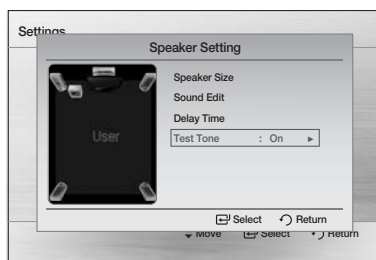 Settings
Speaker Setting
Speaker Size
Sound Edit
Delay Time
User
Test Tone : On ►
Select Return
Move Select Return